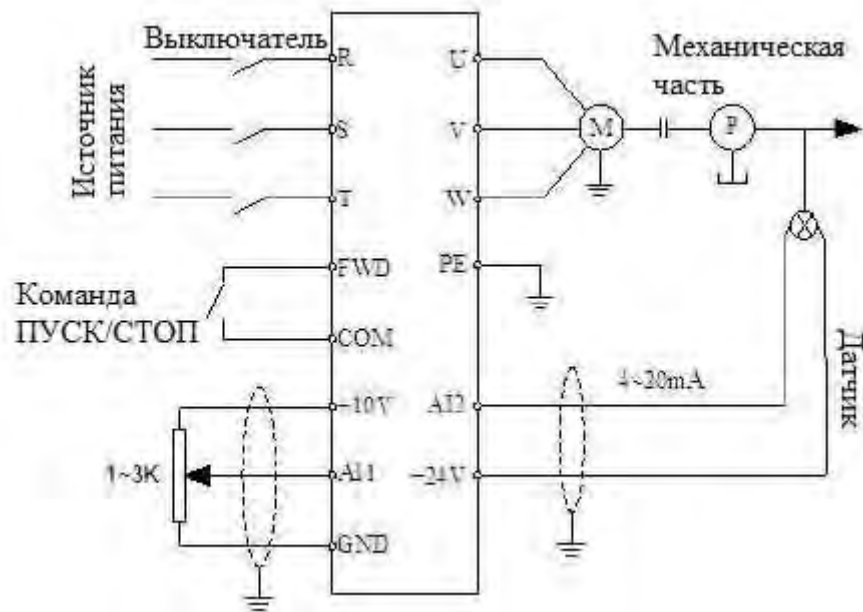 Выключатель
Источник
питания
R
S
T
FWD
COM
+10V
AI1
GND
Команда
ПУСК/СТОП
1~3K
U
V
W
PE
AI2
+24V
M
P
Механическая
часть
4~20mA
Датчик